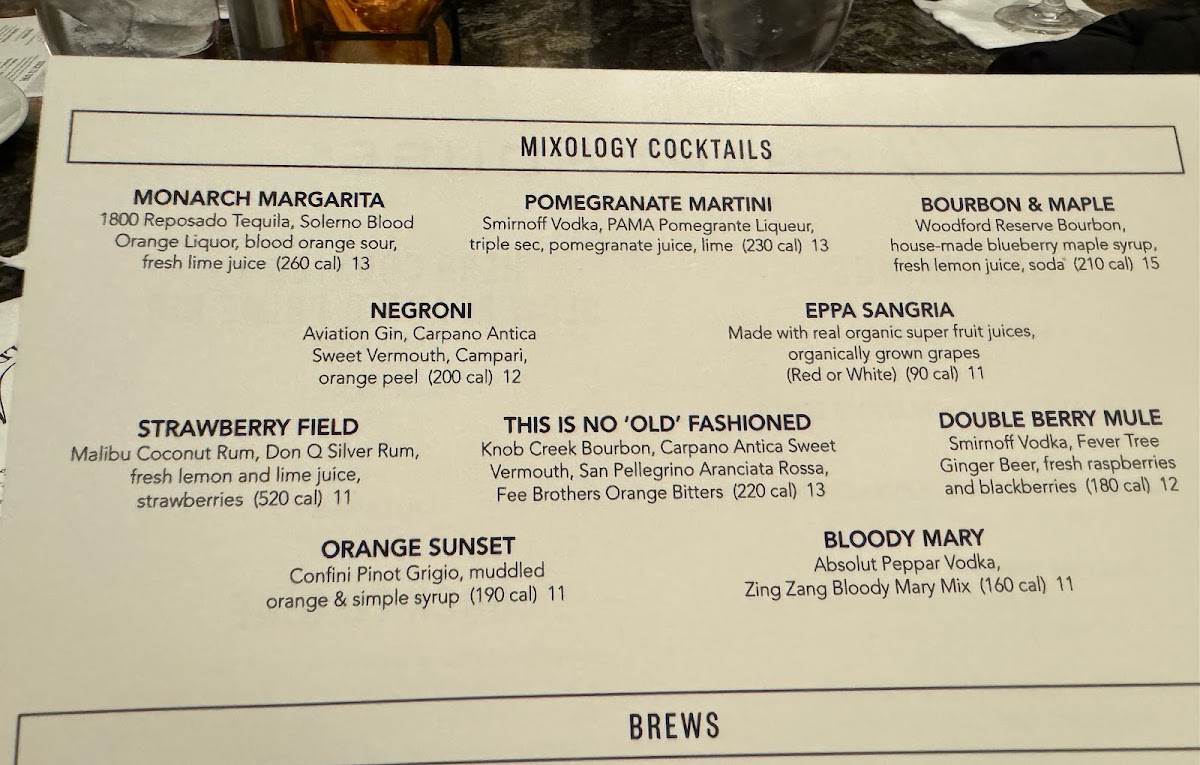 MIXOLOGY COCKTAILS
MONARCH MARGARITA
1800 Reposado Tequila, Solerno Blood
Orange Liquor, blood orange sour,
fresh lime juice (260 cal) 13
POMEGRANATE MARTINI
Smirnoff Vodka, PAMA Pomegrante Liqueur,
triple sec, pomegranate juice, lime (230 cal) 13
BOURBON & MAPLE
Woodford Reserve Bourbon,
house-made blueberry maple syrup,
fresh lemon juice, soda (210 cal) 15
NEGRONI
Aviation Gin, Carpano Antica
Sweet Vermouth, Campari,
orange peel (200 cal) 12
EPPA SANGRIA
Made with real organic super fruit juices,
organically grown grapes
(Red or White) (90 cal) 11
STRAWBERRY FIELD
Malibu Coconut Rum, Don Q Silver Rum,
fresh lemon and lime juice,
strawberries (520 cal) 11
THIS IS NO 'OLD' FASHIONED
Knob Creek Bourbon, Carpano Antica Sweet
Vermouth, San Pellegrino Aranciata Rossa,
Fee Brothers Orange Bitters (220 cal) 13
DOUBLE BERRY MULE
Smirnoff Vodka, Fever Tree
Ginger Beer, fresh raspberries
and blackberries (180 cal) 12
ORANGE SUNSET
Confini Pinot Grigio, muddled
orange & simple syrup (190 cal) 11
BLOODY MARY
Absolut Peppar Vodka,
Zing Zang Bloody Mary Mix (160 cal) 11
BREWS